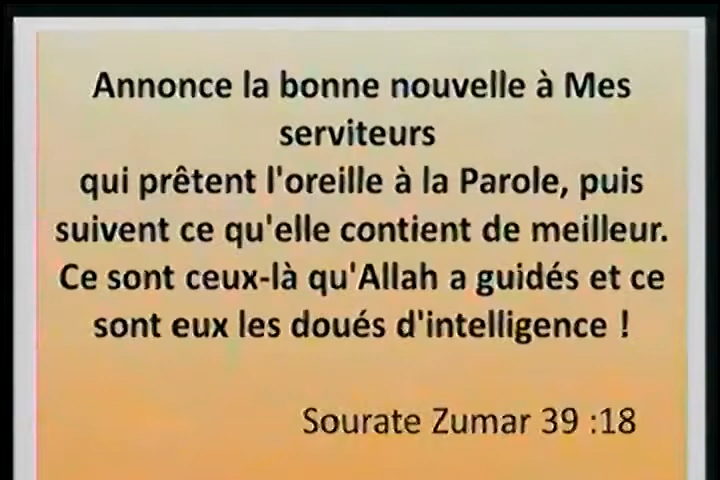 Annonce la bonne nouvelle à Mes
serviteurs
qui prêtent l'oreille à la Parole, puis
suivent ce qu'elle contient de meilleur.
Ce sont ceux-là qu'Allah a guidés et ce
sont eux les doués d'intelligence !
Sourate Zumar 39 :18